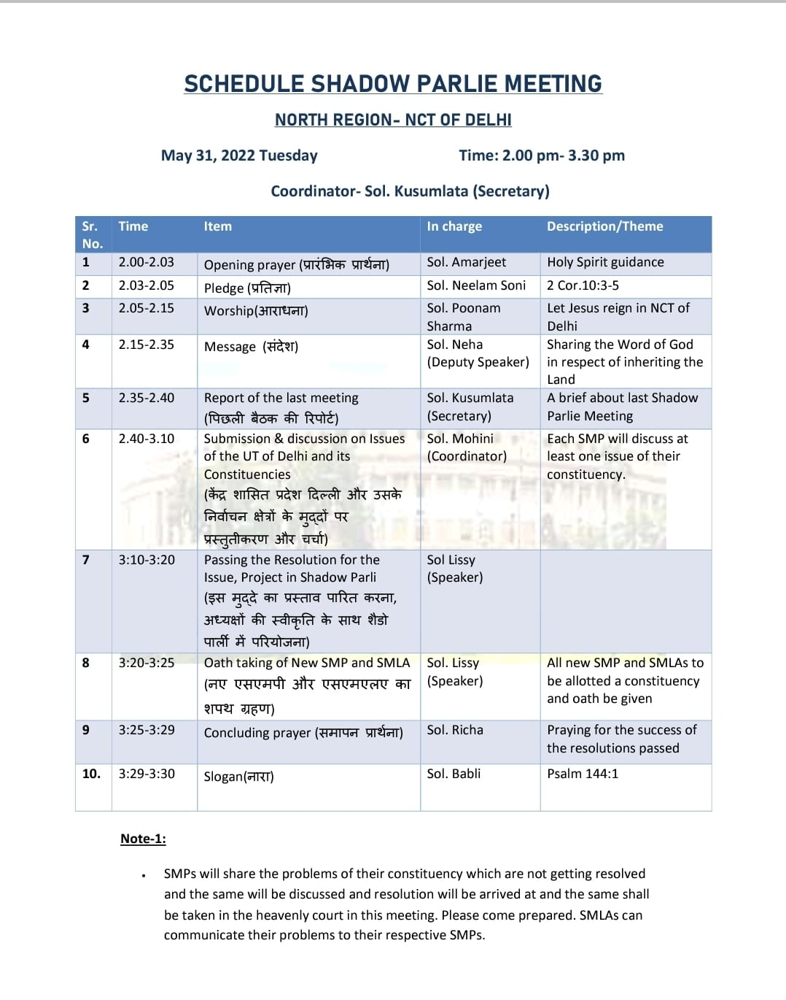 SCHEDULE SHADOW PARLIE MEETING
NORTH REGION- NCT OF DELHI
May 31, 2022 Tuesday Time: 2.00 pm- 3.30 pm
Coordinator- Sol. Kusumlata (Secretary)
Sr. No. Time Item In charge Description/Theme
1 2.00-2.03 Opening prayer (प्रारंभिक प्रार्थना) Sol. Amarjeet Holy Spirit guidance
2 2.03-2.05 Pledge (प्रतिज्ञा) Sol. Neelam Soni 2 Cor.10:3-5
3 2.05-2.15 Worship(आराधना) Sol. Poonam Let Jesus reign in NCT of
Sharma Delhi
4 2.15-2.35 Message (संदेश) Sol. Neha Sharing the Word of God
(Deputy Speaker) in respect of inheriting the
Land
5 2.35-2.40 Report of the last meeting Sol. Kusumlata A brief about last Shadow
(पिछली बैठक की रिपोर्ट) (Secretary) Parlie Meeting
6 2.40-3.10 Submission & discussion on Issues Sol. Mohini Each SMP will discuss at
of the UT of Delhi and its (Coordinator) least one issue of their
Constituencies constituency.
(केंद्र शासित प्रदेश दिल्ली और उसके
निर्वाचन क्षेत्रों के मुद्दों पर
प्रस्तुतीकरण और चर्चा)
7 3:10-3:20 Passing the Resolution for the Sol Lissy
Issue, Project in Shadow Parli (Speaker)
(इस मुद्दे का प्रस्ताव पारित करना,
अध्यक्षों की स्वीकृति के साथ शैडो
पार्ली में परियोजना)
8 3:20-3:25 Oath taking of New SMP and SMLA Sol. Lissy All new SMP and SMLAs to
(नए एसएमपी और एसएमएलए का (Speaker) be allotted a constituency
शपथ ग्रहण) and oath be given
9 3:25-3:29 Concluding prayer (समापन प्रार्थना) Sol. Richa Praying for the success of
the resolutions passed
10. 3:29-3:30 Slogan(नारा) Sol. Babli Psalm 144:1
Note-1:
• SMPs will share the problems of their constituency which are not getting resolved
and the same will be discussed and resolution will be arrived at and the same shall
be taken in the heavenly court in this meeting. Please come prepared. SMLAs can
communicate their problems to their respective SMPs.